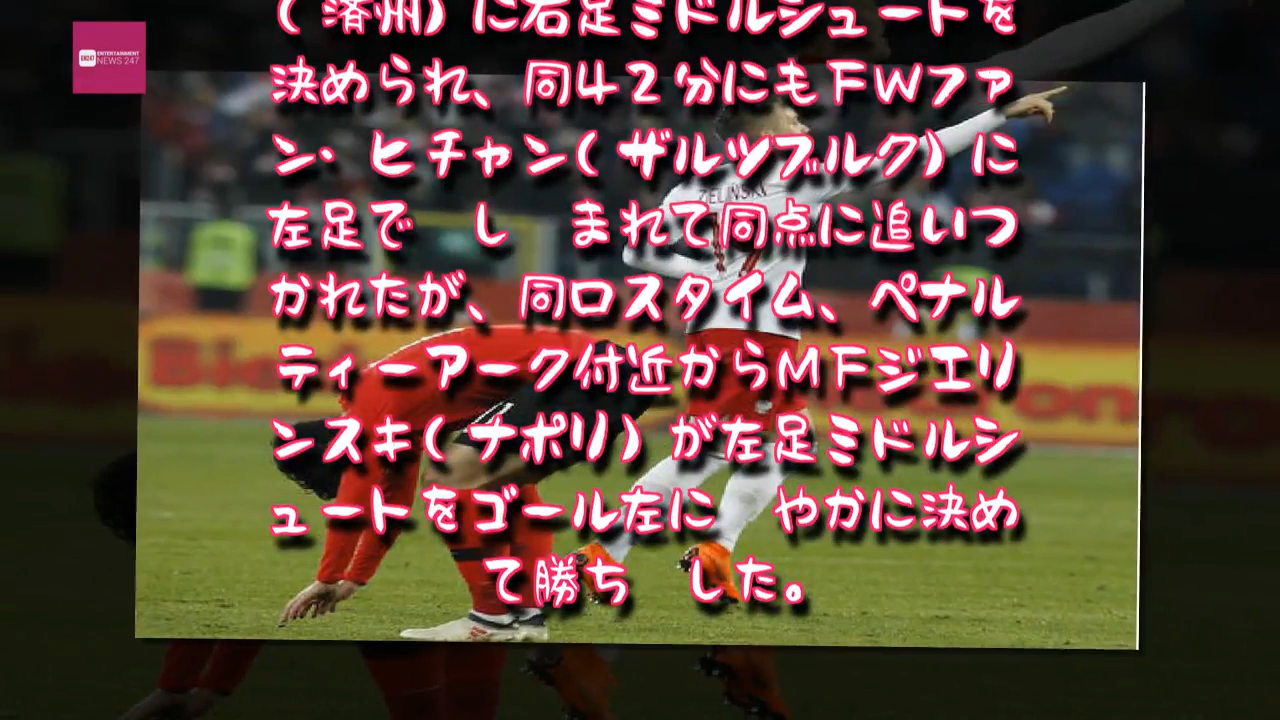 ENTERTAINMENT
NEWS 247
(済州)に右足ミドルシュートを
決められ、同42分にもFWファ
ン・ヒチャン(ザルツブルク)に
左足で し まれて同点に追いつ
かれたが、同ロスタイム、ペナル
ティーアーク付近からMFジエリ
ンスキ(ナポリ)が左足ミドルシ
ュートをゴール左に やかに決め
て勝ち した。
ZIELINSKI